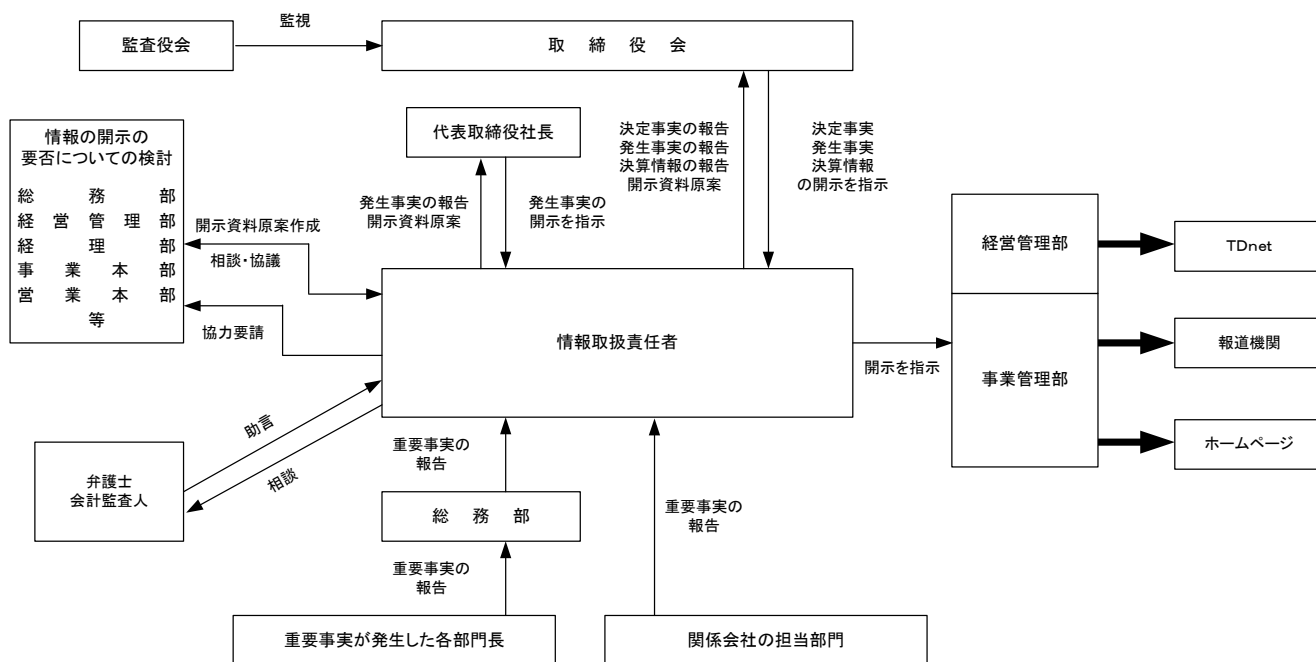 監視
監査役会
取締役会
代表取締役社長
決定事実の報告
発生事実の報告
決算情報の報告
開示資料原案
決定事実
発生事実
決算情報
の開示を指示
情報の開示の
要否についての検討
総務部
経営管理部
経理部
事業本部
営業本部
等
発生事実の報告
開示資料原案
発生事実の
開示を指示
開示資料原案作成
相談・協議
協力要請
情報取扱責任者
開示を指示
経営管理部
事業管理部
TDnet
報道機関
ホームページ
助言
相談
弁護士
会計監査人
重要事実の
報告
総務部
重要事実の
報告
重要事実の
報告
重要事実が発生した各部門長
関係会社の担当部門